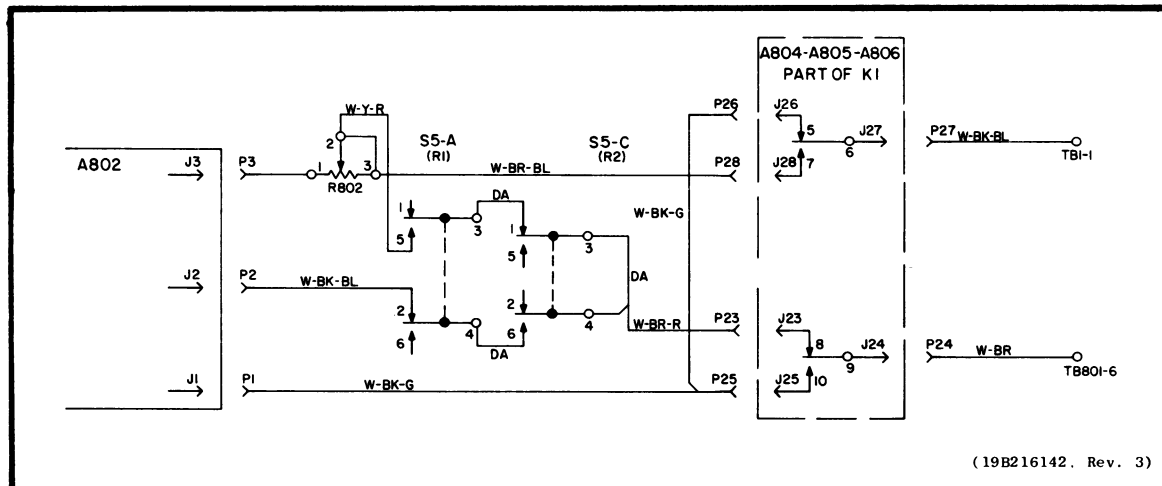 A804-A805-A806
PART OF K1
W-Y-R
P26
J26
5
J27
P27
W-BK-BL
6
TB1-1
2
S5-A
(R1)
S5-C
(R2)
A802
J3
P3
1
3
R802
W-BR-BL
P28
J28
7
DA
1
3
5
1
3
5
W-BK-G
DA
J2
P2
W-BK-BL
2
4
6
DA
2
4
6
W-BR-R
P23
J23
8
J24
P24
W-BR
9
TB801-6
J1
P1
W-BK-G
P25
J25
10
(19B216142. Rev. 3)